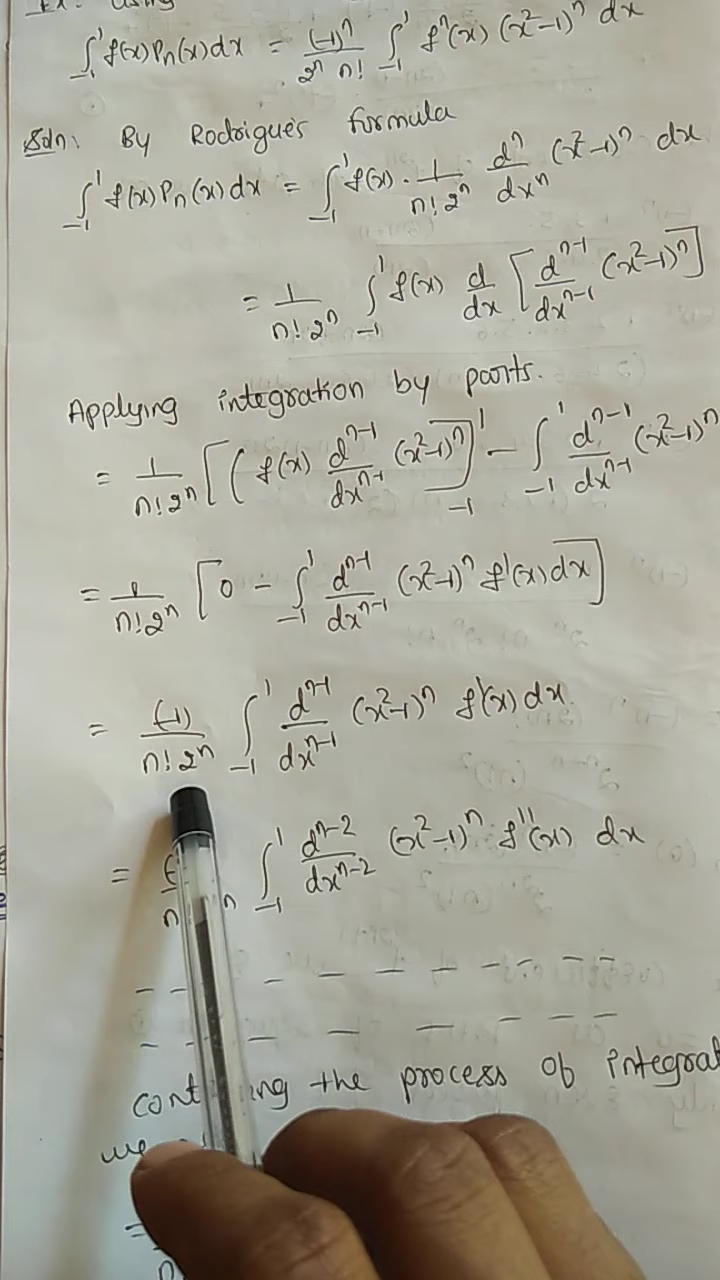 Ex: Using
∫₋₁¹ f(x) Pₙ(x) dx = (-1)ⁿ / 2ⁿ n! ∫₋₁¹ fⁿ(x) (x²-1)ⁿ dx
Soln: By Rodrigue's formula
∫₋₁¹ f(x) Pₙ(x) dx = ∫₋₁¹ f(x) · 1 / n! 2ⁿ dⁿ/dxⁿ (x²-1)ⁿ dx
= 1 / n! 2ⁿ ∫₋₁¹ f(x) d/dx [dⁿ⁻¹/dxⁿ⁻¹ (x²-1)ⁿ]
Applying integration by parts.
= 1 / n! 2ⁿ [(f(x) dⁿ⁻¹/dxⁿ⁻¹ (x²-1)ⁿ]₋₁¹ - ∫₋₁¹ dⁿ⁻¹/dxⁿ⁻¹ (x²-1)ⁿ
= 1 / n! 2ⁿ [0 - ∫₋₁¹ dⁿ⁻¹/dxⁿ⁻¹ (x²-1)ⁿ f'(x) dx]
= (-1) / n! 2ⁿ ∫₋₁¹ dⁿ⁻¹/dxⁿ⁻¹ (x²-1)ⁿ f'(x) dx
= ∫₋₁¹ dⁿ⁻²/dxⁿ⁻² (x²-1)ⁿ f''(x) dx
the process of integrat
we
=